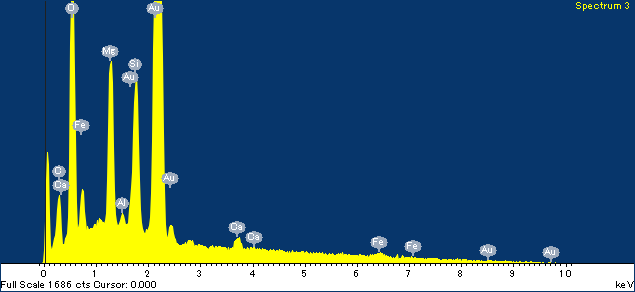 Spectrum 3
O Au
Mg Si
Au
Fe
O Au
Ca
Al
Ca Ca Fe Fe Au Au
0 1 2 3 4 5 6 7 8 9 10
Full Scale 1686 cts Cursor: 0.000 keV